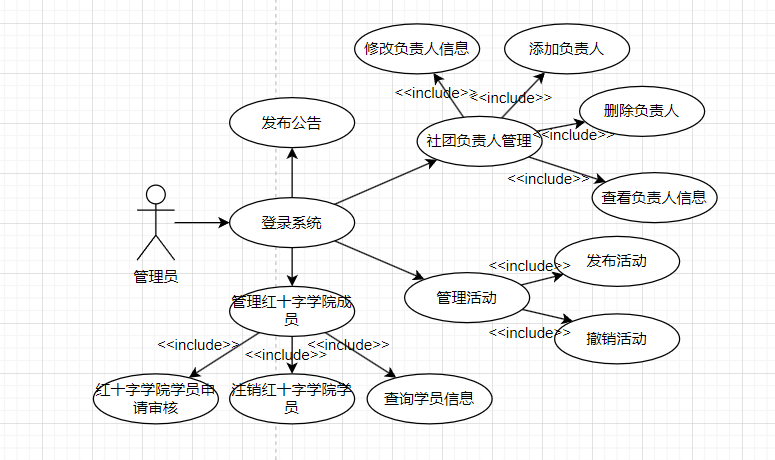 修改负责人信息
添加负责人
<<include>>
<<include>>
发布公告
删除负责人
社团负责人管理
<<include>>
<<include>>
查看负责人信息
登录系统
管理员
发布活动
<<include>>
管理活动
管理红十字学院成
员
<<include>>
撤销活动
<<include>>
<<include>>
<<include>>
红十字学院学员申
请审核
注销红十字学院学
员
查询学员信息